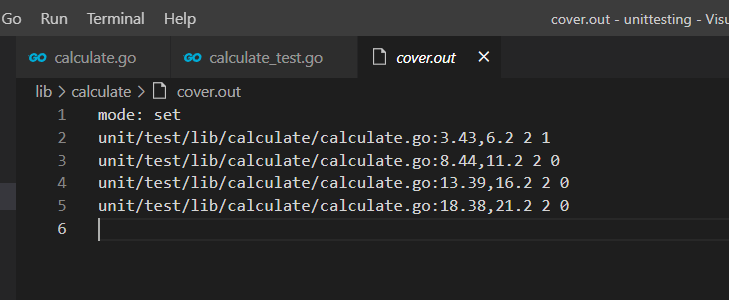 Go Run Terminal Help cover.out - unittesting - Visu
GO calculate.go GO calculate_test.go cover.out ×
lib > calculate > cover.out
1 mode: set
2 unit/test/lib/calculate/calculate.go:3.43,6.2 2 1
3 unit/test/lib/calculate/calculate.go:8.44,11.2 2 0
4 unit/test/lib/calculate/calculate.go:13.39,16.2 2 0
5 unit/test/lib/calculate/calculate.go:18.38,21.2 2 0
6